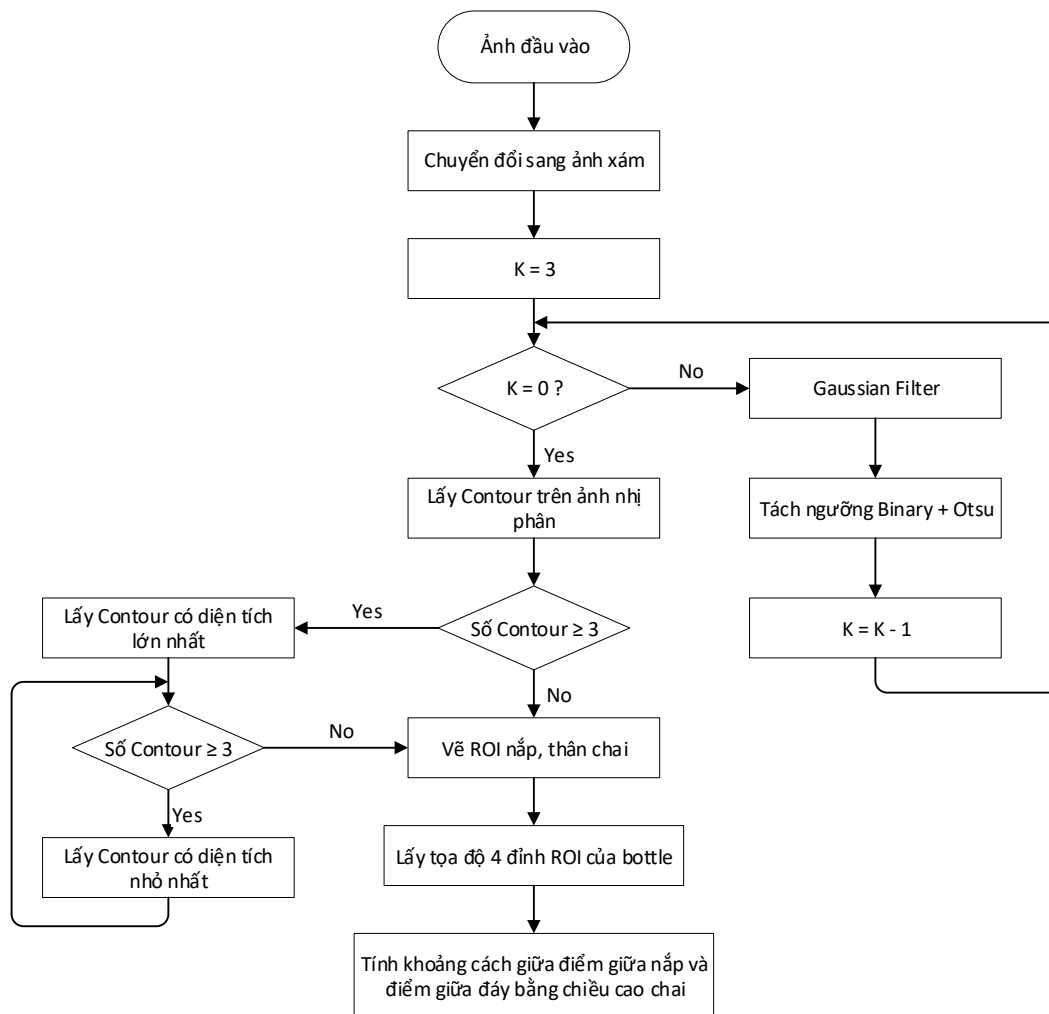 Ảnh đầu vào
Chuyển đổi sang ảnh xám
K = 3
K = 0 ?
No
Gaussian Filter
Yes
Lấy Contour trên ảnh nhị
phân
Tách ngưỡng Binary + Otsu
Lấy Contour có diện tích
lớn nhất
Yes
Số Contour ≥ 3
K = K - 1
No
Số Contour ≥ 3
No
Vẽ ROI nắp, thân chai
Yes
Lấy Contour có diện tích
nhỏ nhất
Lấy tọa độ 4 đỉnh ROI của bottle
Tính khoảng cách giữa điểm giữa nắp và
điểm giữa đáy bằng chiều cao chai